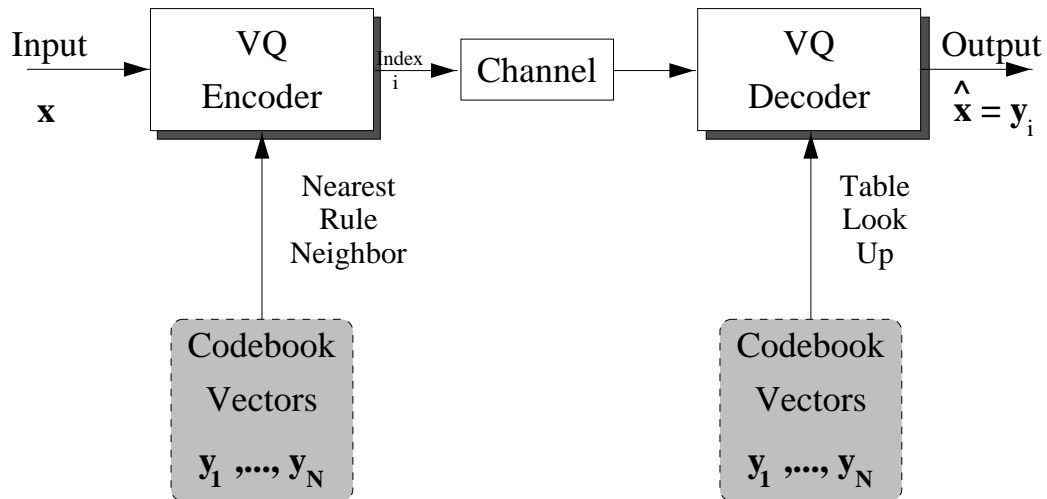 Input
x
VQ
Encoder
Index
i
Channel
VQ
Decoder
Output
x̂ = y_i
Nearest
Rule
Neighbor
Table
Look
Up
Codebook
Vectors
y_1 ,..., y_N
Codebook
Vectors
y_1 ,..., y_N